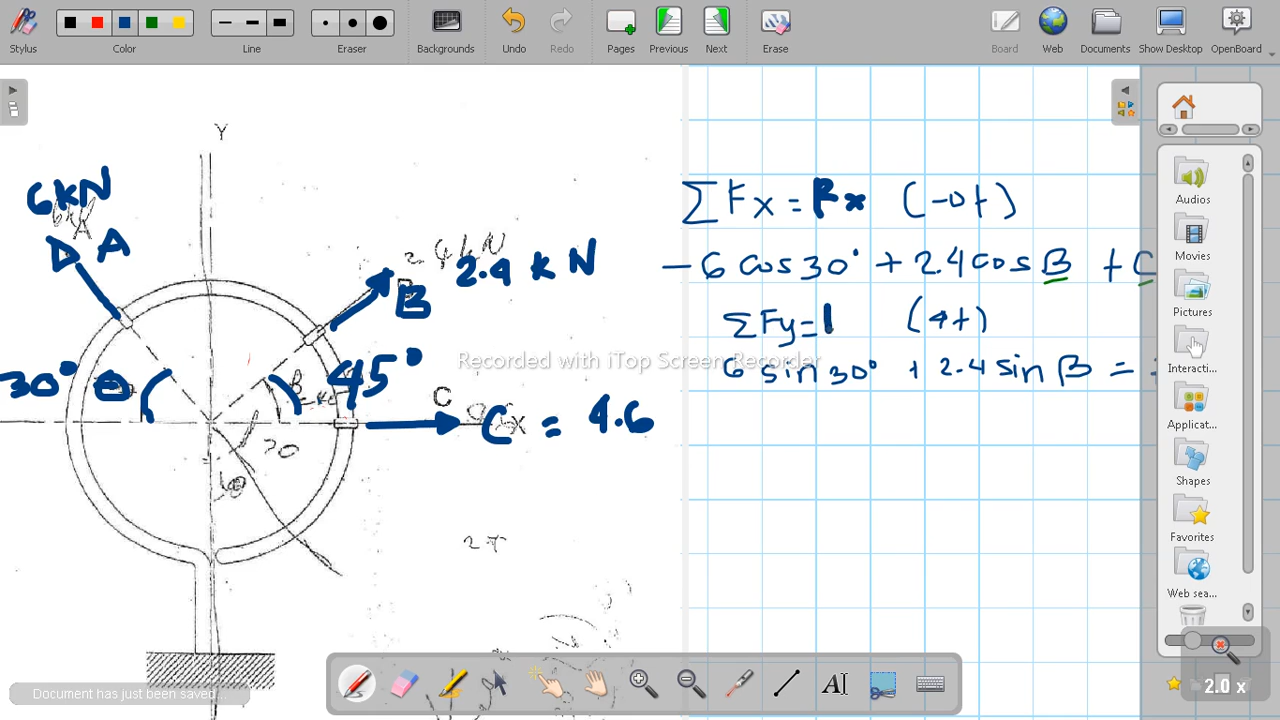 Stylus Color Line Eraser Backgrounds Undo Redo Pages Previous Next Erase Board Web Documents Show Desktop OpenBoard
Y
6kN
A
2.4 kN
B
30° θ
45°
C
C = 4.6
x
30
2
ΣFx = Rx (→+)
-6 cos 30° + 2.4 cos B + C
ΣFy =
6 sin 30° + 2.4 sin B =
Recorded with iTop Screen Recorder
Audios
Movies
Pictures
Interacti...
Applicat...
Shapes
Favorites
Web sea...
Document has just been saved...
2.0 x